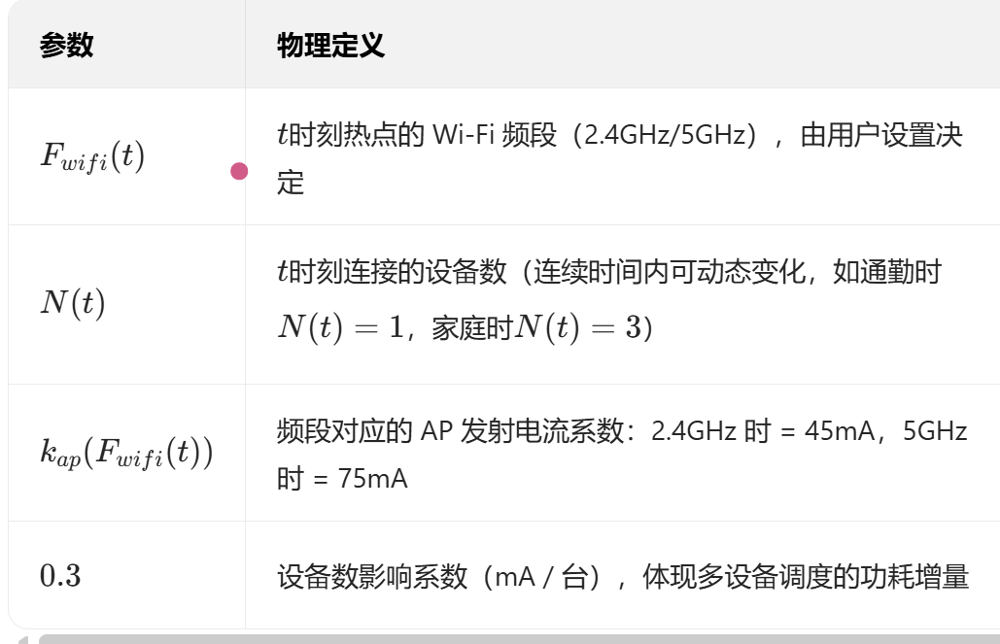 参数 物理定义
F_{wifi}(t) t时刻热点的 Wi-Fi 频段（2.4GHz/5GHz），由用户设置决
定
N(t) t时刻连接的设备数（连续时间内可动态变化，如通勤时
N(t) = 1，家庭时N(t) = 3）
k_{ap}(F_{wifi}(t)) 频段对应的 AP 发射电流系数：2.4GHz 时 = 45mA，5GHz
时 = 75mA
0.3 设备数影响系数（mA / 台），体现多设备调度的功耗增量